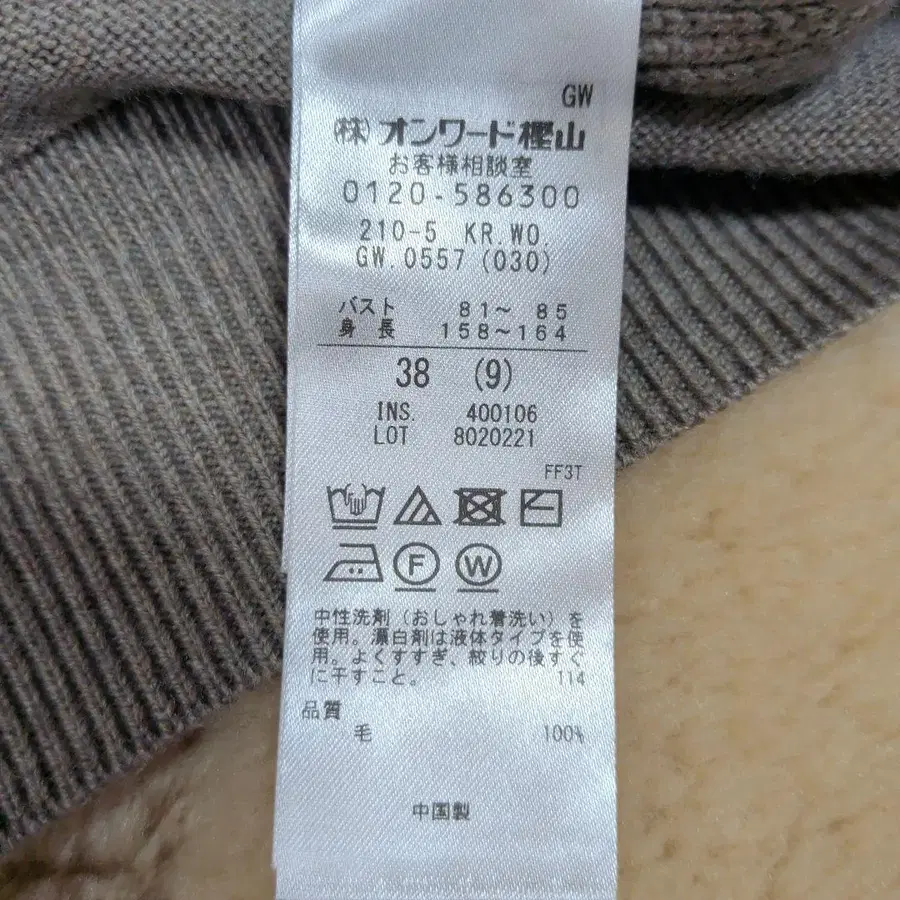 GW
(株)オンワード樫山
お客様相談室
0120-586300
210-5 KR.WO.
GW.0557 (030)
バスト 81~ 85
身長 158~164
38 (9)
INS. 400106
LOT 8020221
FF3T
F W
中性洗剤(おしゃれ着洗い)を
使用。漂白剤は液体タイプを使
用。よくすすぎ、絞りの後すぐ
に干すこと。 114
品質
毛 100%
中国製